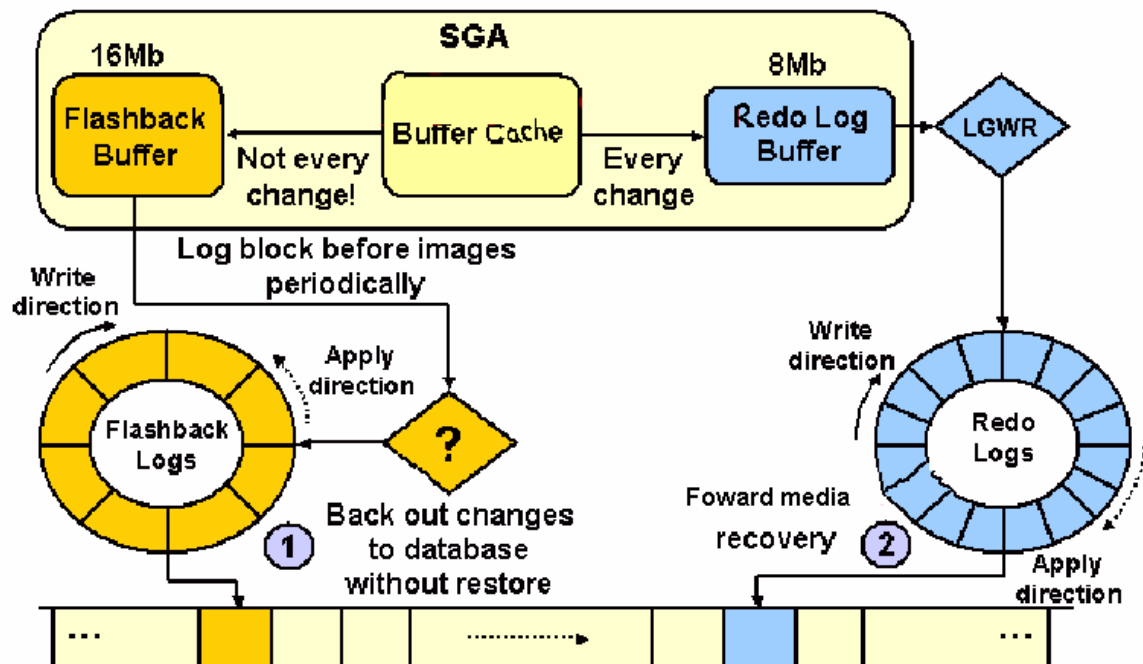 SGA
16Mb
8Mb
Flashback
Buffer
Buffer Cache
Redo Log
Buffer
LGWR
Not every
change!
Every
change
Log block before images
periodically
Write
direction
Apply
direction
Flashback
Logs
?
Back out changes
to database
without restore
1
Write
direction
Redo
Logs
Foward media
recovery
2
Apply
direction
...
...